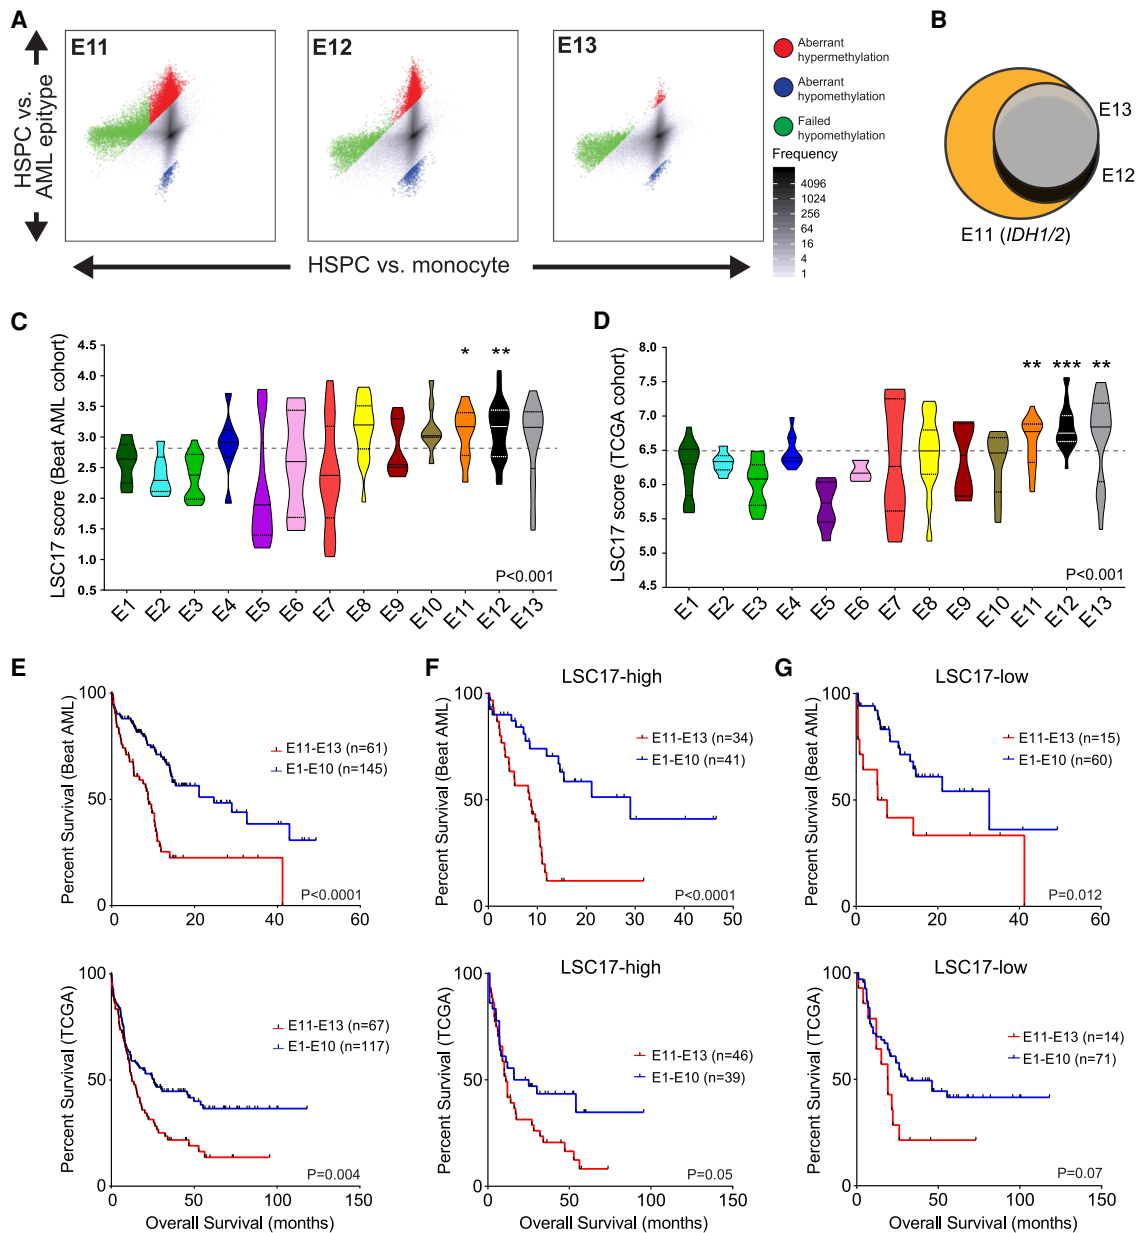 A
E11
E12
E13
HSPC vs.
AML epitype
HSPC vs. monocyte
Aberrant
hypermethylation
Aberrant
hypomethylation
Failed
hypomethylation
Frequency
4096
1024
256
64
16
4
1
B
E13
E12
E11 (IDH1/2)
C
LSC17 score (Beat AML cohort)
4.5
4.0
3.5
3.0
2.5
2.0
1.5
1.0
0.5
* **
P<0.001
E1 E2 E3 E4 E5 E6 E7 E8 E9 E10 E11 E12 E13
D
LSC17 score (TCGA cohort)
8.0
7.5
7.0
6.5
6.0
5.5
5.0
4.5
** *** **
P<0.001
E1 E2 E3 E4 E5 E6 E7 E8 E9 E10 E11 E12 E13
E
Percent Survival (Beat AML)
100
50
0
E11-E13 (n=61)
E1-E10 (n=145)
P<0.0001
0 20 40 60
F
LSC17-high
Percent Survival (Beat AML)
100
50
0
E11-E13 (n=34)
E1-E10 (n=41)
P<0.0001
0 10 20 30 40 50
G
LSC17-low
Percent Survival (Beat AML)
100
50
0
E11-E13 (n=15)
E1-E10 (n=60)
P=0.012
0 20 40 60
Percent Survival (TCGA)
100
50
0
E11-E13 (n=67)
E1-E10 (n=117)
P=0.004
0 50 100 150
Overall Survival (months)
LSC17-high
Percent Survival (TCGA)
100
50
0
E11-E13 (n=46)
E1-E10 (n=39)
P=0.05
0 50 100 150
Overall Survival (months)
LSC17-low
Percent Survival (TCGA)
100
50
0
E11-E13 (n=14)
E1-E10 (n=71)
P=0.07
0 50 100 150
Overall Survival (months)